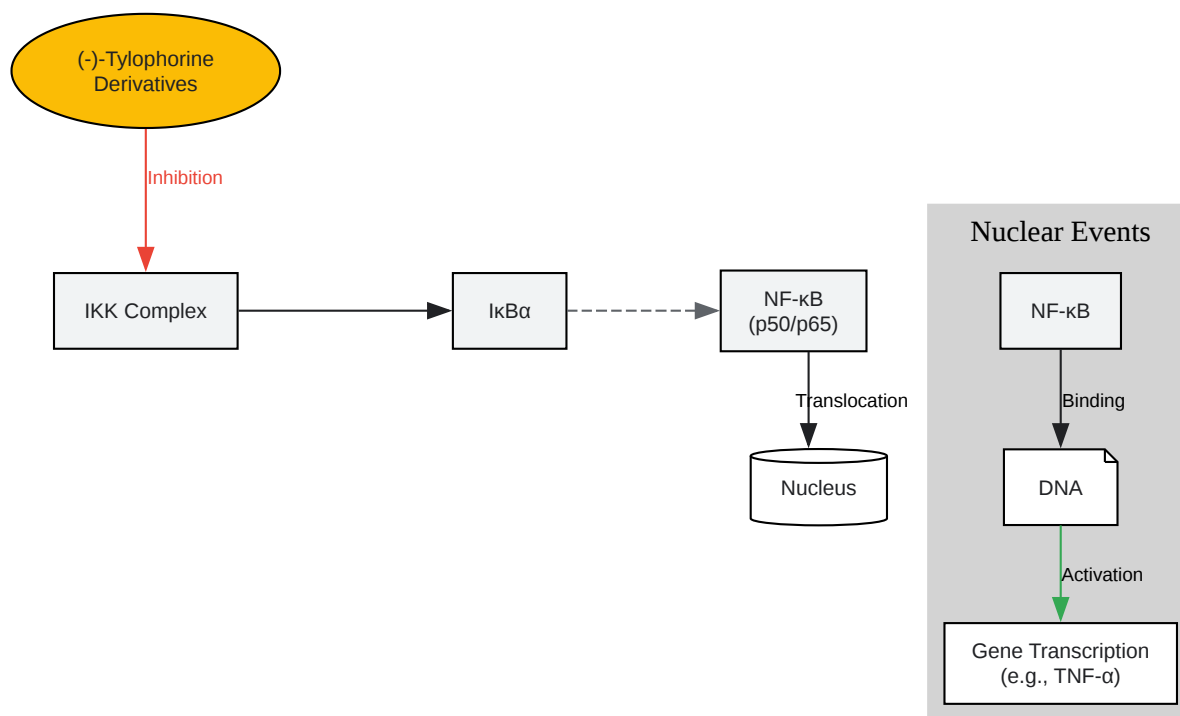 (-)-Tylophorine
Derivatives
Inhibition
IKK Complex
IκBα
NF-κB
(p50/p65)
Translocation
Nucleus
Nuclear Events
NF-κB
Binding
DNA
Activation
Gene Transcription
(e.g., TNF-α)